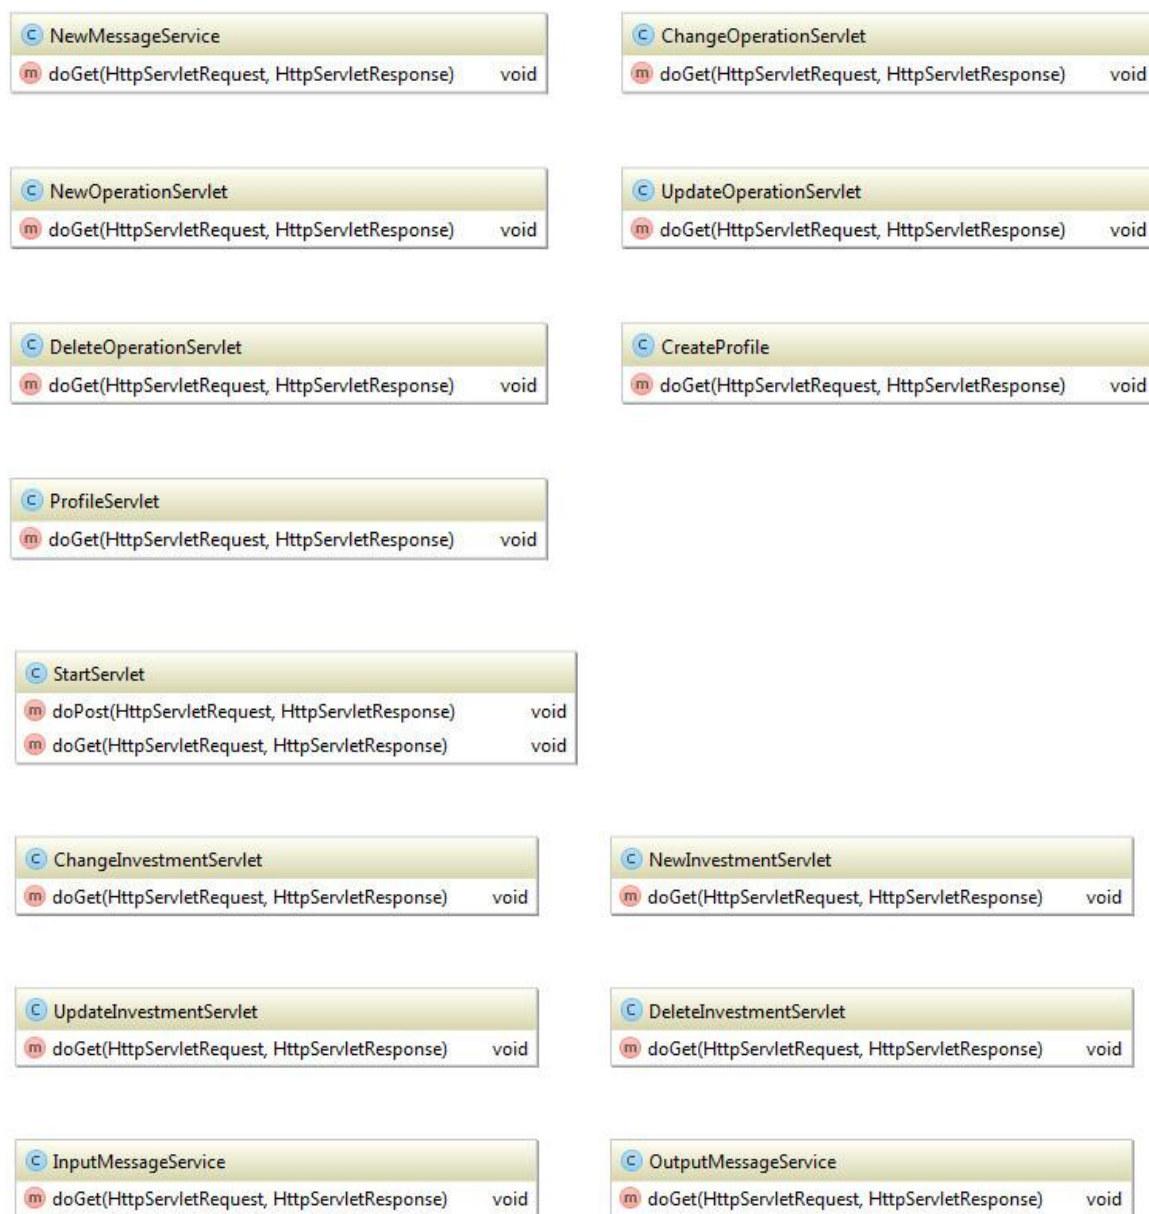 C NewMessageService
m doGet(HttpServletRequest, HttpServletResponse) void
C ChangeOperationServlet
m doGet(HttpServletRequest, HttpServletResponse) void
C NewOperationServlet
m doGet(HttpServletRequest, HttpServletResponse) void
C UpdateOperationServlet
m doGet(HttpServletRequest, HttpServletResponse) void
C DeleteOperationServlet
m doGet(HttpServletRequest, HttpServletResponse) void
C CreateProfile
m doGet(HttpServletRequest, HttpServletResponse) void
C ProfileServlet
m doGet(HttpServletRequest, HttpServletResponse) void
C StartServlet
m doPost(HttpServletRequest, HttpServletResponse) void
m doGet(HttpServletRequest, HttpServletResponse) void
C ChangeInvestmentServlet
m doGet(HttpServletRequest, HttpServletResponse) void
C NewInvestmentServlet
m doGet(HttpServletRequest, HttpServletResponse) void
C UpdateInvestmentServlet
m doGet(HttpServletRequest, HttpServletResponse) void
C DeleteInvestmentServlet
m doGet(HttpServletRequest, HttpServletResponse) void
C InputMessageService
m doGet(HttpServletRequest, HttpServletResponse) void
C OutputMessageService
m doGet(HttpServletRequest, HttpServletResponse) void